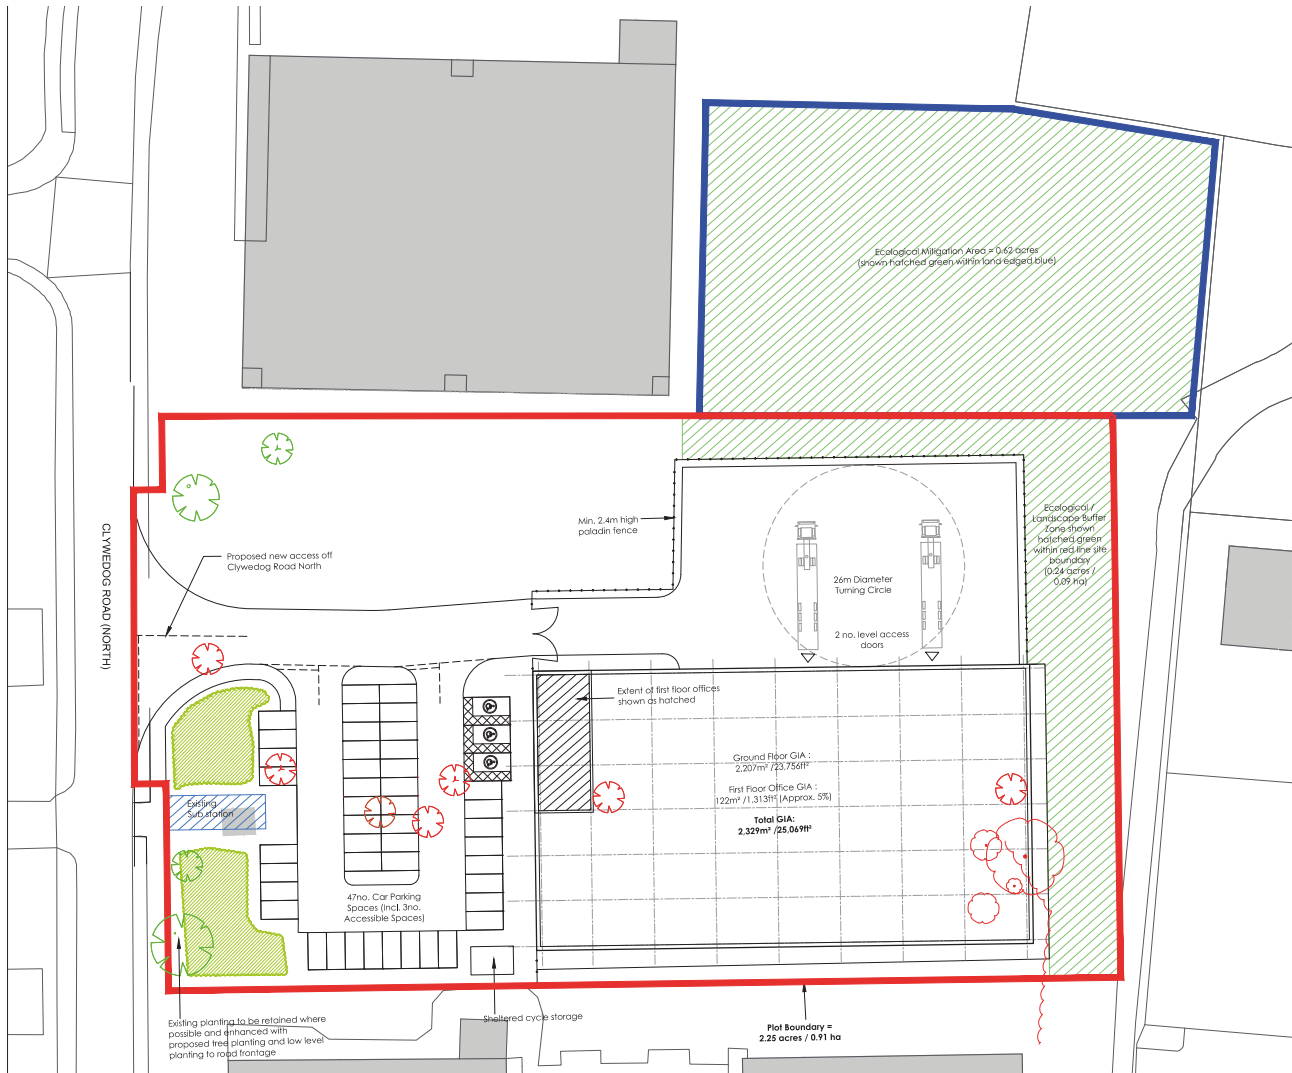 Ecological Mitigation Area = 0.62 acres
(shown hatched green within land edged blue)
CLYWEDOG ROAD (NORTH)
Proposed new access off
Clywedog Road North
Min. 2.4m high
paladin fence
26m Diameter
Turning Circle
2 no. level access
doors
Ecological /
Landscape Buffer
Zone shown
hatched green
within red line site
boundary
(0.24 acres /
0.09 ha)
Extent of first floor offices
shown as hatched
Ground Floor GIA :
2,207m² /23,756ft²
First Floor Office GIA :
122m² /1,313ft² (Approx. 5%)
Total GIA:
2,329m² /25,069ft²
Existing
Sub station
47no. Car Parking
Spaces (Incl. 3no.
Accessible Spaces)
Existing planting to be retained where
possible and enhanced with
proposed tree planting and low level
planting to road frontage
Sheltered cycle storage
Plot Boundary =
2.25 acres / 0.91 ha